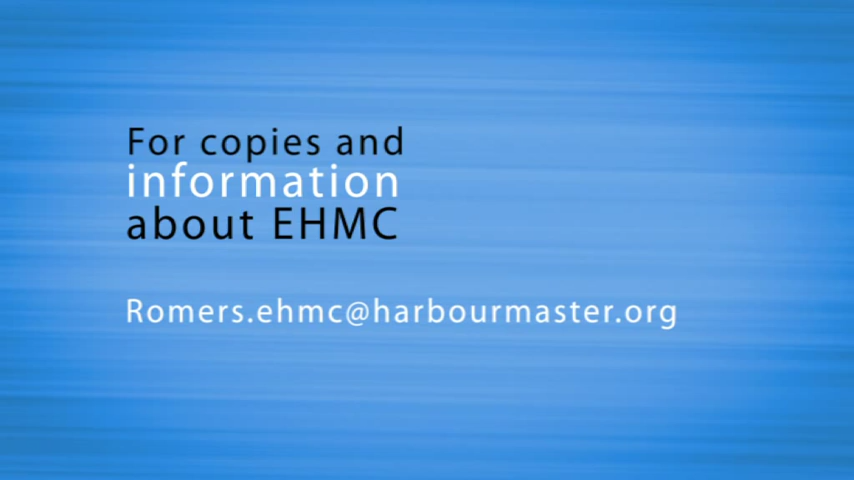 For copies and
information
about EHMC
Romers.ehmc@harbourmaster.org